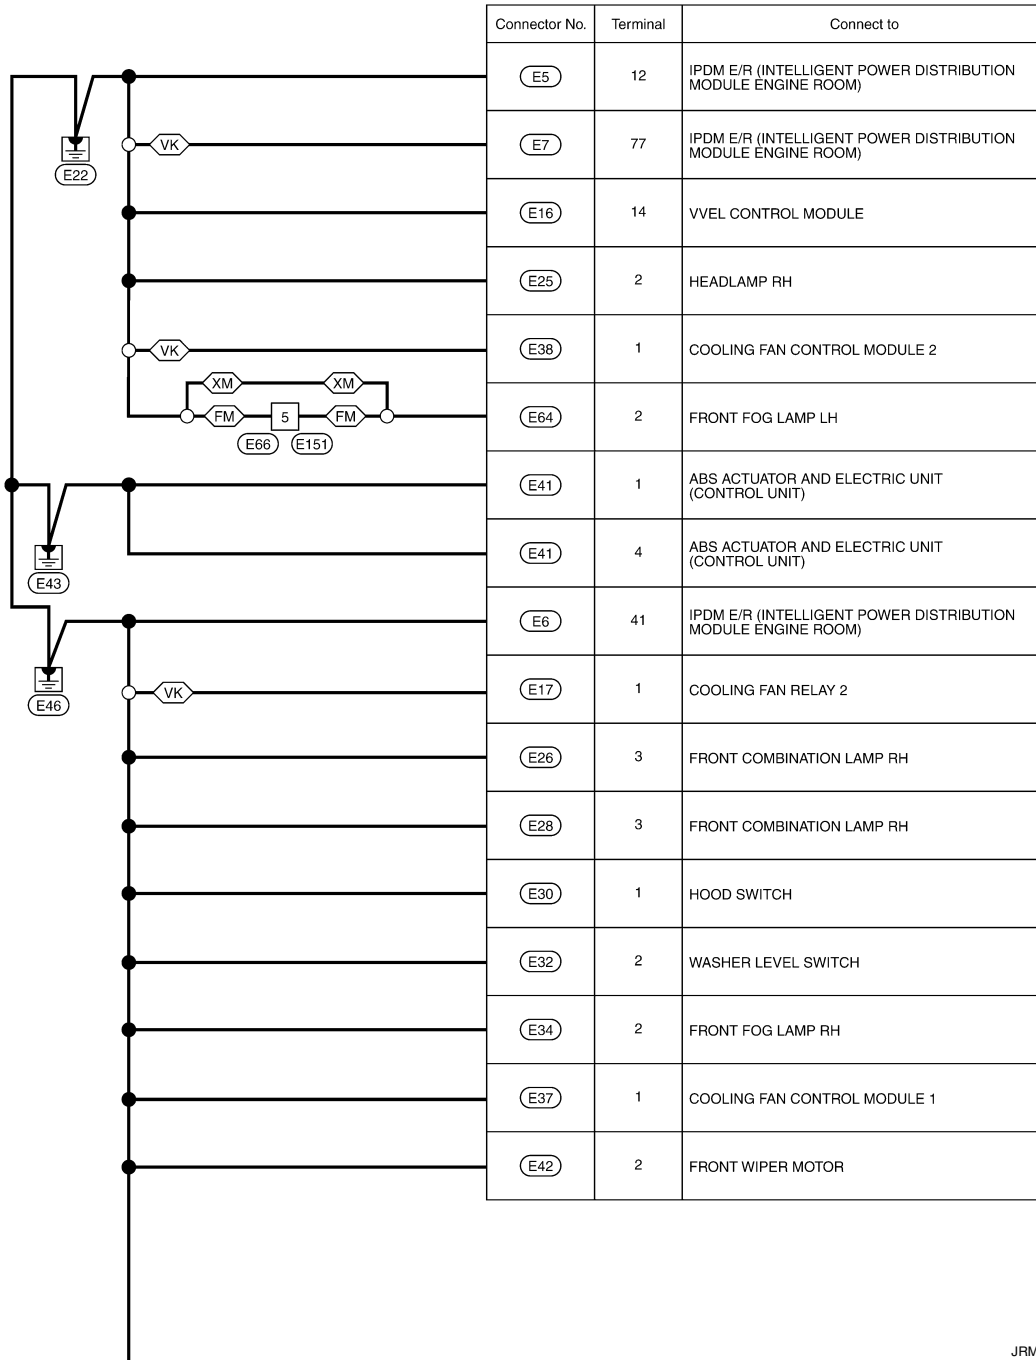 Connector No. Terminal Connect to
E5 12 IPDM E/R (INTELLIGENT POWER DISTRIBUTION
MODULE ENGINE ROOM)
E22
VK E7 77 IPDM E/R (INTELLIGENT POWER DISTRIBUTION
MODULE ENGINE ROOM)
E16 14 VVEL CONTROL MODULE
E25 2 HEADLAMP RH
VK E38 1 COOLING FAN CONTROL MODULE 2
XM XM
FM 5 FM E64 2 FRONT FOG LAMP LH
E66 E151
E41 1 ABS ACTUATOR AND ELECTRIC UNIT
(CONTROL UNIT)
E41 4 ABS ACTUATOR AND ELECTRIC UNIT
(CONTROL UNIT)
E43
E6 41 IPDM E/R (INTELLIGENT POWER DISTRIBUTION
MODULE ENGINE ROOM)
VK E17 1 COOLING FAN RELAY 2
E46
E26 3 FRONT COMBINATION LAMP RH
E28 3 FRONT COMBINATION LAMP RH
E30 1 HOOD SWITCH
E32 2 WASHER LEVEL SWITCH
E34 2 FRONT FOG LAMP RH
E37 1 COOLING FAN CONTROL MODULE 1
E42 2 FRONT WIPER MOTOR
JRM